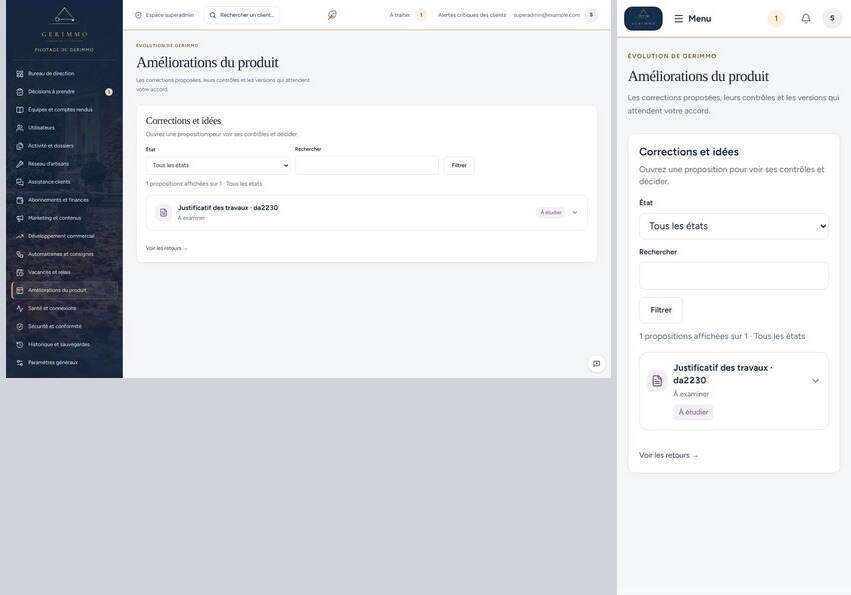 GERIMMO
PILOTAGE DE GERIMMO
Bureau de direction
Décisions à prendre
1
Équipes et comptes rendus
Utilisateurs
Activité et dossiers
Réseau d'artisans
Assistance clients
Abonnements et finances
Marketing et contenus
Développement commercial
Automatismes et consignes
Vacances et relais
Améliorations du produit
Santé et connexions
Sécurité et conformité
Historique et sauvegardes
Paramètres généraux
Espace superadmin
Rechercher un client...
À traiter 1
Alertes critiques des clients
superadmin@example.com
S
ÉVOLUTION DE GERIMMO
Améliorations du produit
Les corrections proposées, leurs contrôles et les versions qui attendent
votre accord.
Corrections et idées
Ouvrez une proposition pour voir ses contrôles et décider.
État
Rechercher
Tous les états
Filtrer
1 propositions affichées sur 1 · Tous les états
Justificatif des travaux · da2230
À examiner
À étudier
Voir les retours →
GERIMMO
Menu
1
S
ÉVOLUTION DE GERIMMO
Améliorations du produit
Les corrections proposées, leurs contrôles et les versions qui
attendent votre accord.
Corrections et idées
Ouvrez une proposition pour voir ses contrôles et
décider.
État
Tous les états
Rechercher
Filtrer
1 propositions affichées sur 1 · Tous les états
Justificatif des travaux ·
da2230
À examiner
À étudier
Voir les retours →